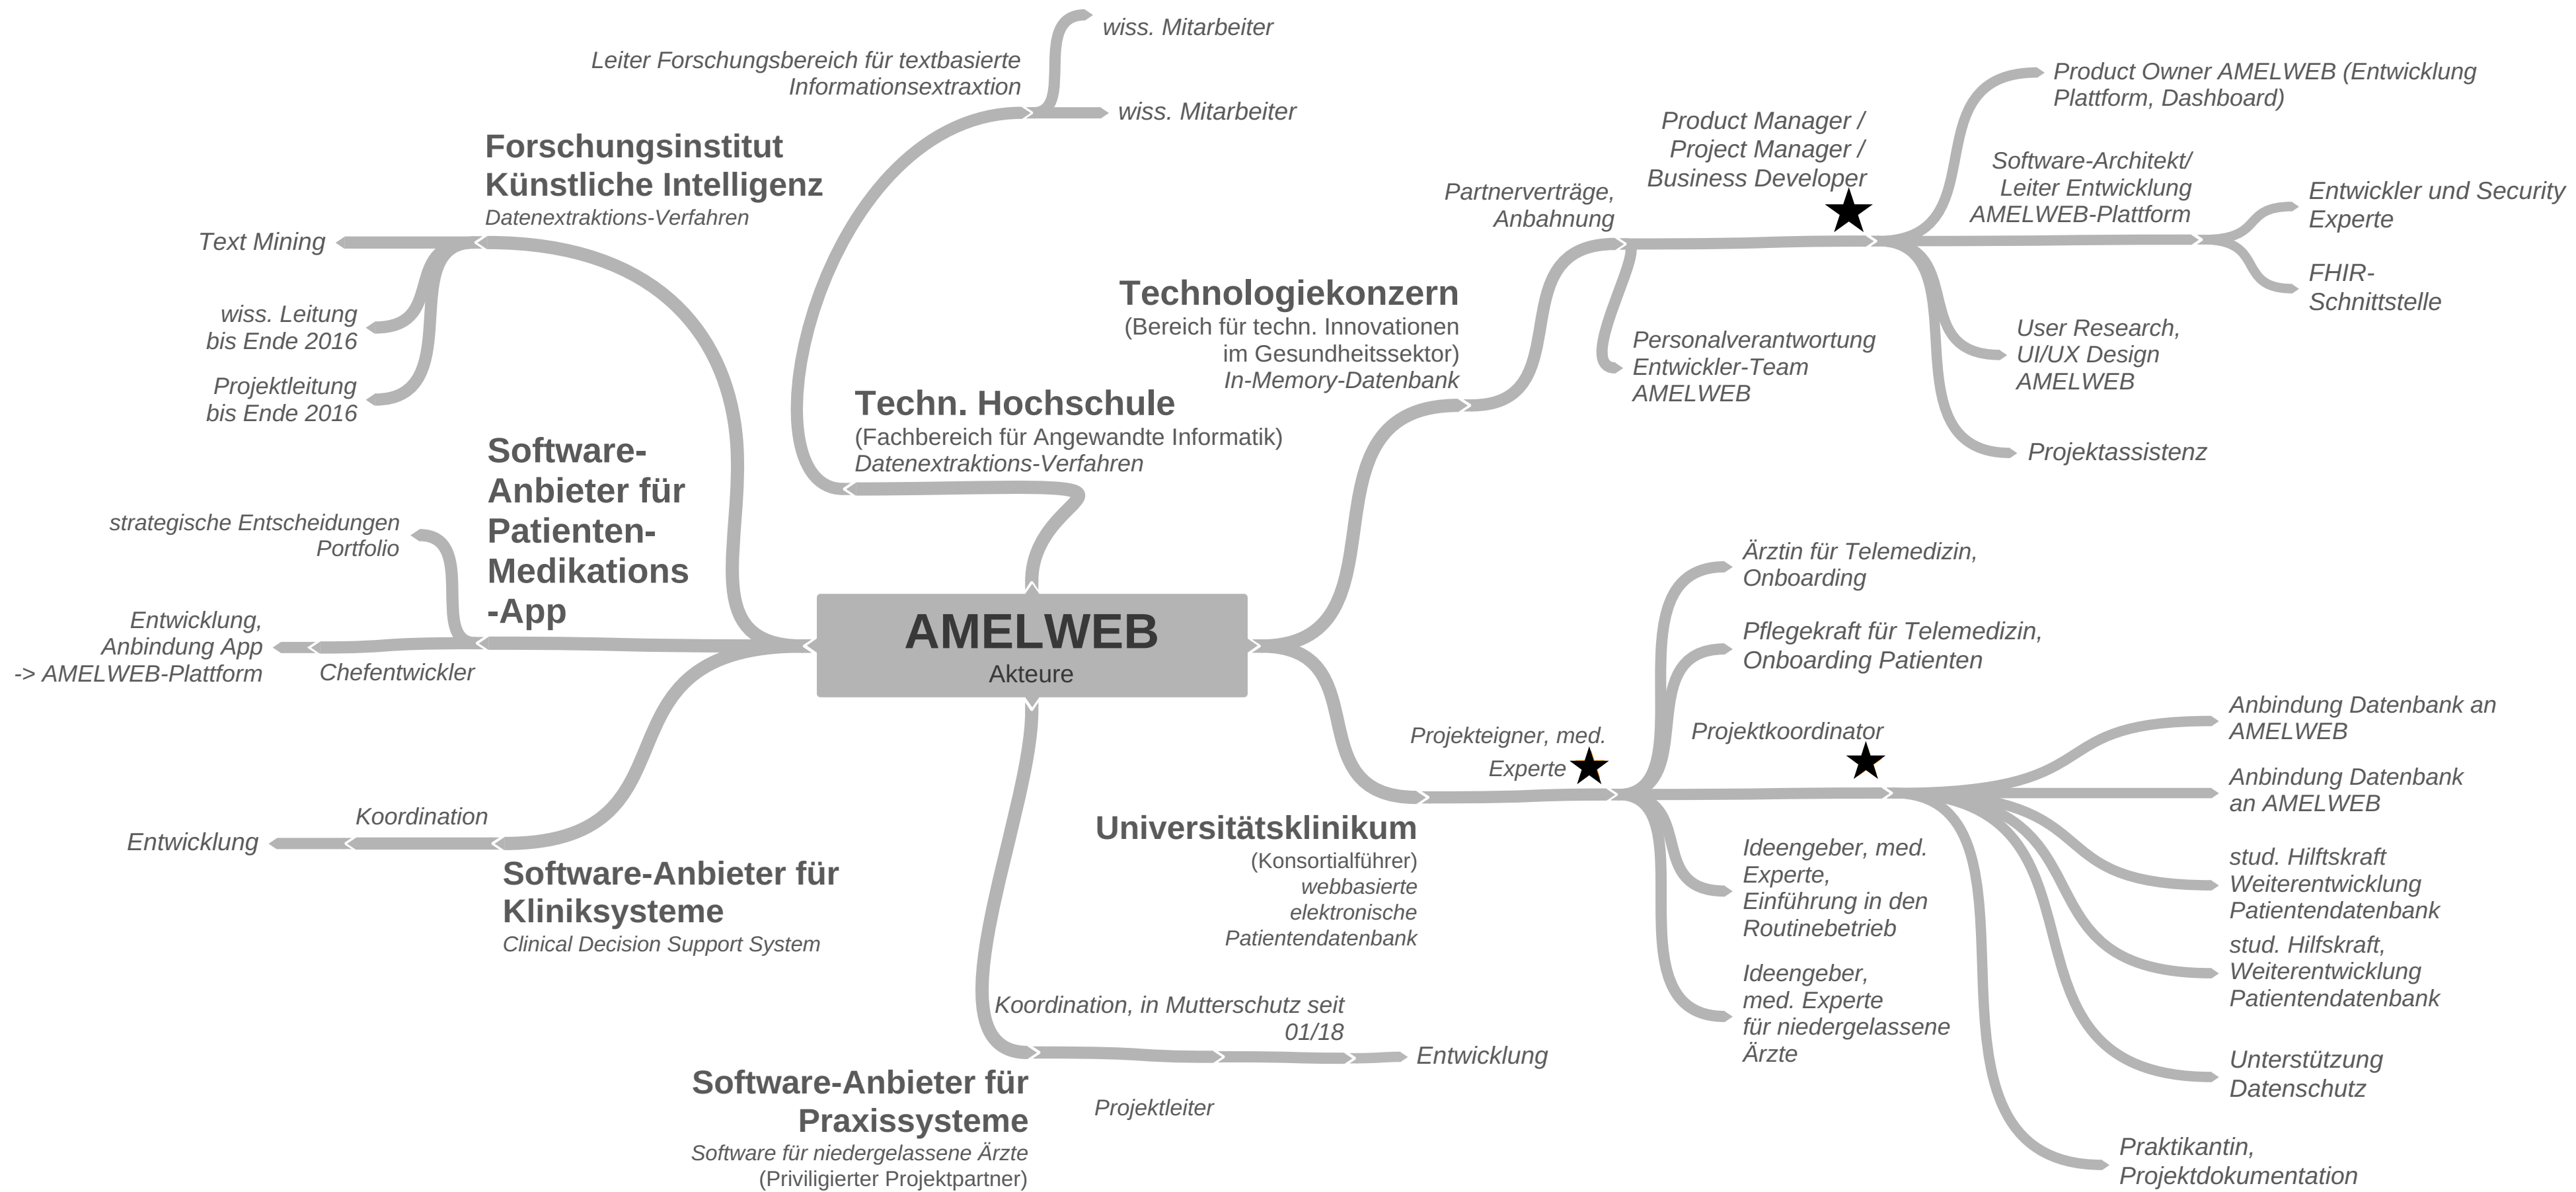 wiss. Mitarbeiter
Leiter Forschungsbereich für textbasierte
Informationsextraxtion
wiss. Mitarbeiter
Forschungsinstitut
Künstliche Intelligenz
Datenextraktions-Verfahren
Text Mining
wiss. Leitung
bis Ende 2016
Projektleitung
bis Ende 2016
Techn. Hochschule
(Fachbereich für Angewandte Informatik)
Datenextraktions-Verfahren
Software-
Anbieter für
Patienten-
Medikations
-App
strategische Entscheidungen
Portfolio
Entwicklung,
Anbindung App
-> AMELWEB-Plattform
Chefentwickler
AMELWEB
Akteure
Koordination
Entwicklung
Software-Anbieter für
Kliniksysteme
Clinical Decision Support System
Koordination, in Mutterschutz seit
01/18
Entwicklung
Projektleiter
Software-Anbieter für
Praxissysteme
Software für niedergelassene Ärzte
(Priviligierter Projektpartner)
Technologiekonzern
(Bereich für techn. Innovationen
im Gesundheitssektor)
In-Memory-Datenbank
Partnerverträge,
Anbahnung
Product Manager /
Project Manager /
Business Developer
Personalverantwortung
Entwickler-Team
AMELWEB
Product Owner AMELWEB (Entwicklung
Plattform, Dashboard)
Software-Architekt/
Leiter Entwicklung
AMELWEB-Plattform
Entwickler und Security
Experte
FHIR-
Schnittstelle
User Research,
UI/UX Design
AMELWEB
Projektassistenz
Universitätsklinikum
(Konsortialführer)
webbasierte
elektronische
Patientendatenbank
Projekteigner, med.
Experte
Ärztin für Telemedizin,
Onboarding
Pflegekraft für Telemedizin,
Onboarding Patienten
Projektkoordinator
Ideengeber, med.
Experte,
Einführung in den
Routinebetrieb
Ideengeber,
med. Experte
für niedergelassene
Ärzte
Anbindung Datenbank an
AMELWEB
Anbindung Datenbank
an AMELWEB
stud. Hilftskraft
Weiterentwicklung
Patientendatenbank
stud. Hilfskraft,
Weiterentwicklung
Patientendatenbank
Unterstützung
Datenschutz
Praktikantin,
Projektdokumentation